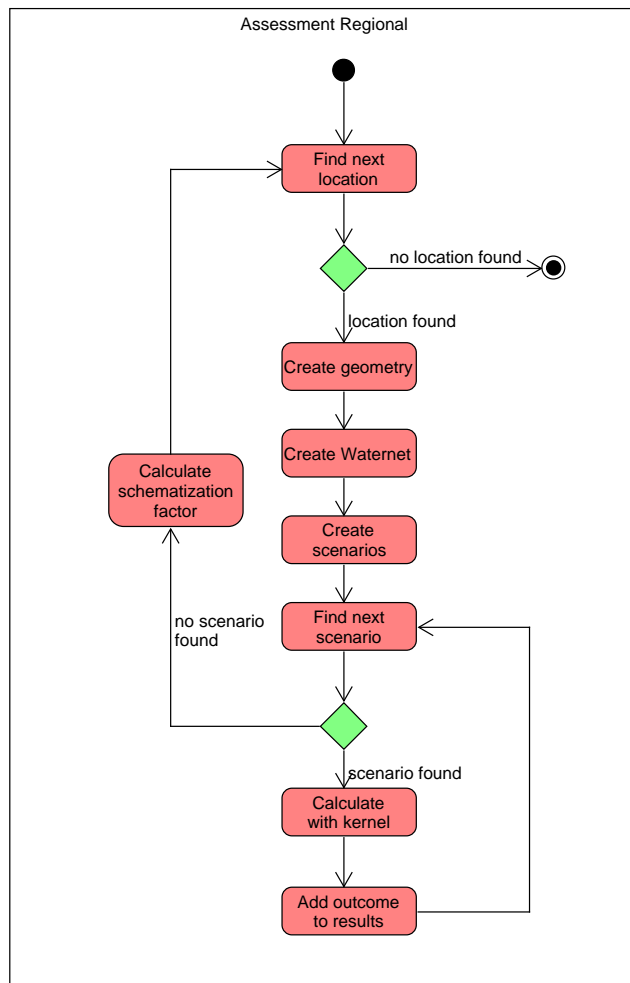 Assessment Regional
Find next
location
no location found
location found
Create geometry
Create Waternet
Calculate
schematization
factor
Create
scenarios
no scenario
found
Find next
scenario
scenario found
Calculate
with kernel
Add outcome
to results